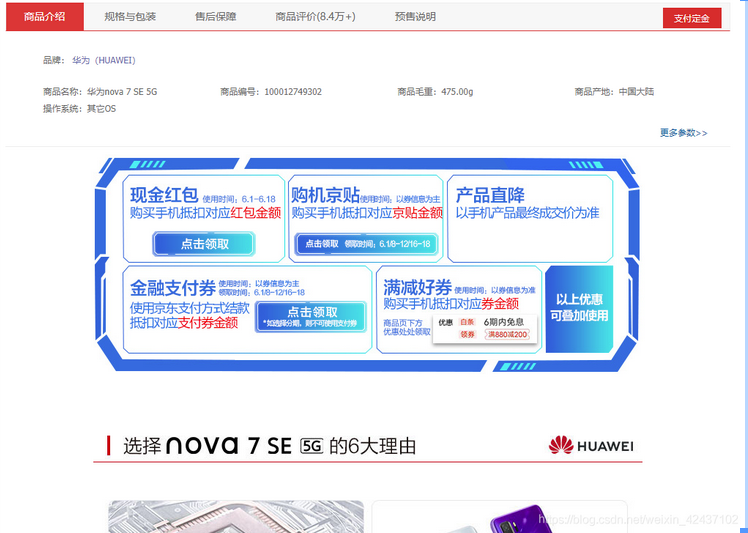 商品介绍 规格与包装 售后保障 商品评价(8.4万+) 预售说明 支付定金
品牌： 华为（HUAWEI）
商品名称：华为nova 7 SE 5G 商品编号：100012749302 商品毛重：475.00g 商品产地：中国大陆
操作系统：其它OS
更多参数>>
现金红包 使用时间：6.1-6.18
购买手机抵扣对应红包金额
点击领取
购机京贴 使用时间：以券信息为主
购买手机抵扣对应京贴金额
点击领取 领取时间：6.1/8~12/16~18
产品直降
以手机产品最终成交价为准
金融支付券 使用时间：以券信息为主
领取时间：6.1/8~12/16~18
使用京东支付方式结款
抵扣对应支付券金额
点击领取
*如选择分期，则不可使用支付券
满减好券 使用时间：以券信息为准
购买手机抵扣对应券金额
商品页下方
优惠处处领取
优惠 白条 6期内免息
领券 满880减200
以上优惠
可叠加使用
选择 nova 7 SE 5G 的6大理由
HUAWEI
https://blog.csdn.net/weixin_42437102